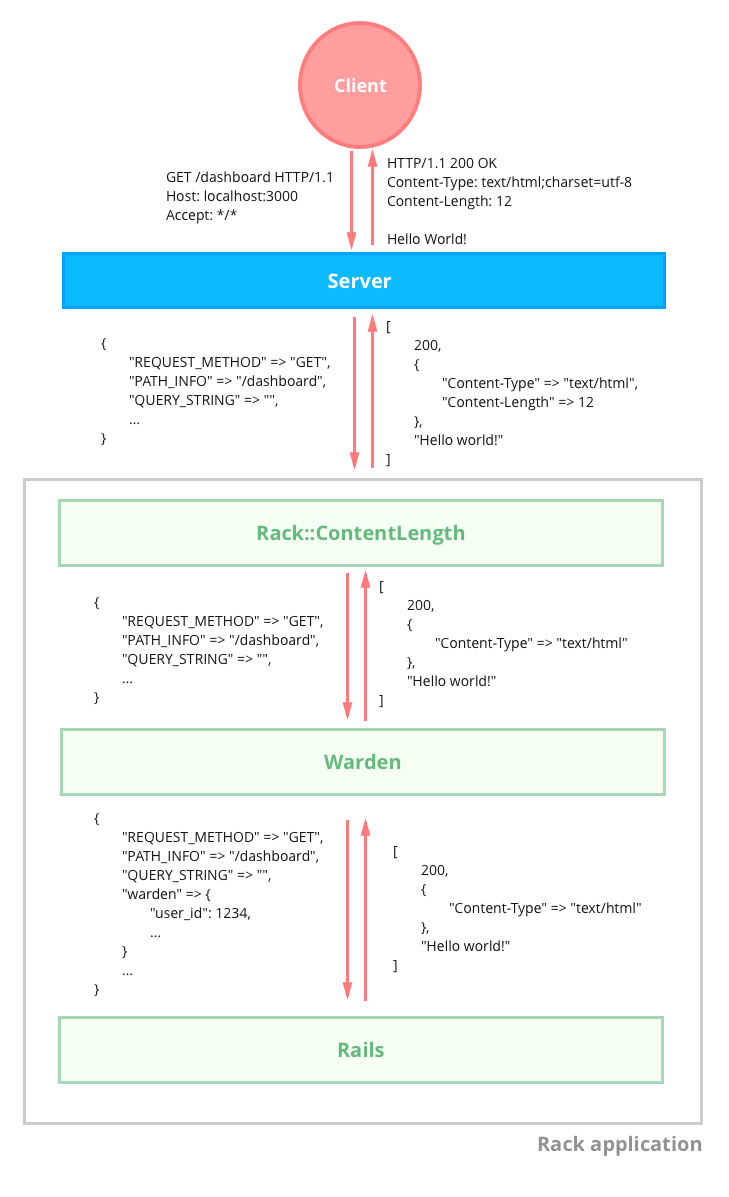 Client
GET /dashboard HTTP/1.1
Host: localhost:3000
Accept: */*
HTTP/1.1 200 OK
Content-Type: text/html;charset=utf-8
Content-Length: 12
Hello World!
Server
{
"REQUEST_METHOD" => "GET",
"PATH_INFO" => "/dashboard",
"QUERY_STRING" => "",
...
}
[
200,
{
"Content-Type" => "text/html",
"Content-Length" => 12
},
"Hello world!"
]
Rack::ContentLength
{
"REQUEST_METHOD" => "GET",
"PATH_INFO" => "/dashboard",
"QUERY_STRING" => "",
...
}
[
200,
{
"Content-Type" => "text/html"
},
"Hello world!"
]
Warden
{
"REQUEST_METHOD" => "GET",
"PATH_INFO" => "/dashboard",
"QUERY_STRING" => "",
"warden" => {
"user_id": 1234,
...
}
...
}
[
200,
{
"Content-Type" => "text/html"
},
"Hello world!"
]
Rails
Rack application